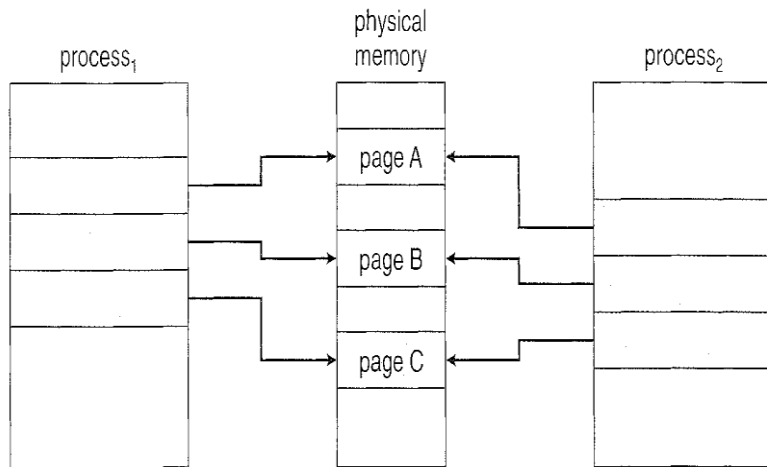 physical
memory
process₁
process₂
page A
page B
page C